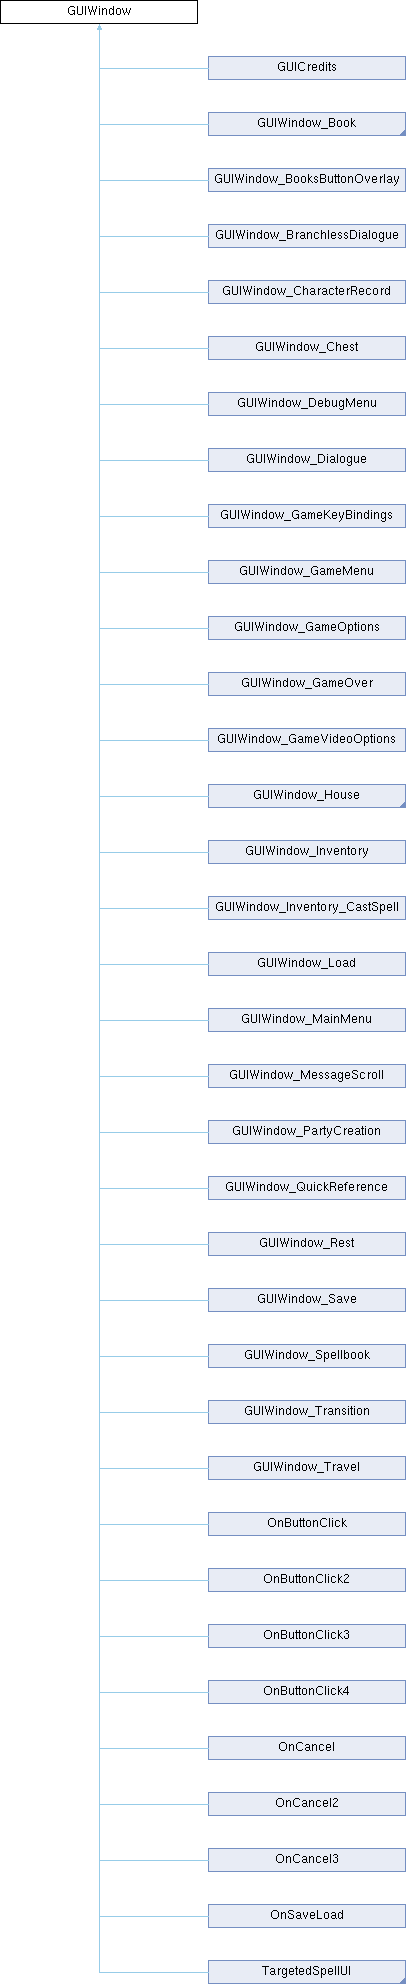 GUIWindow
GUICredits
GUIWindow_Book
GUIWindow_BooksButtonOverlay
GUIWindow_BranchlessDialogue
GUIWindow_CharacterRecord
GUIWindow_Chest
GUIWindow_DebugMenu
GUIWindow_Dialogue
GUIWindow_GameKeyBindings
GUIWindow_GameMenu
GUIWindow_GameOptions
GUIWindow_GameOver
GUIWindow_GameVideoOptions
GUIWindow_House
GUIWindow_Inventory
GUIWindow_Inventory_CastSpell
GUIWindow_Load
GUIWindow_MainMenu
GUIWindow_MessageScroll
GUIWindow_PartyCreation
GUIWindow_QuickReference
GUIWindow_Rest
GUIWindow_Save
GUIWindow_Spellbook
GUIWindow_Transition
GUIWindow_Travel
OnButtonClick
OnButtonClick2
OnButtonClick3
OnButtonClick4
OnCancel
OnCancel2
OnCancel3
OnSaveLoad
TargetedSpellUI